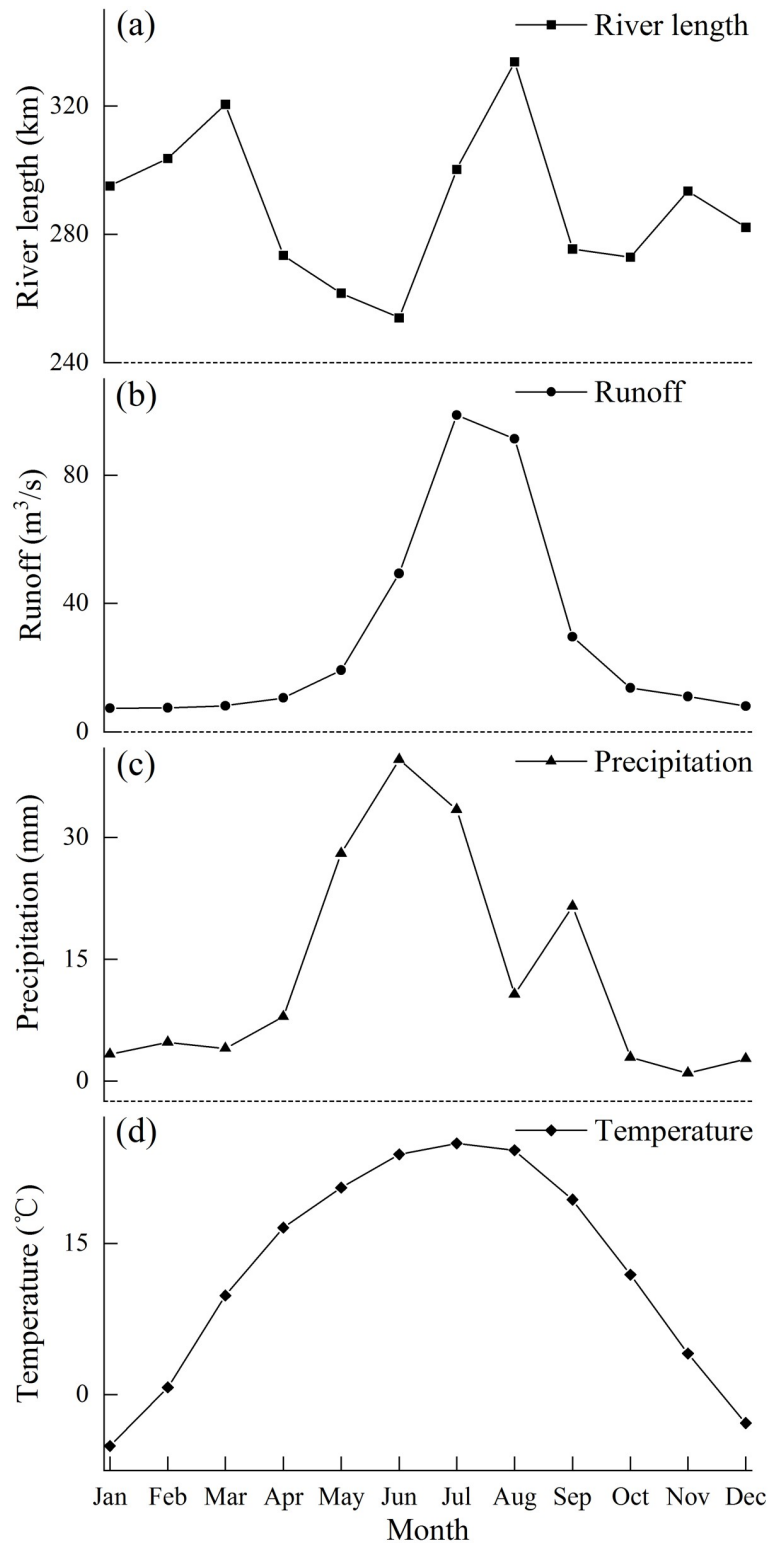 (a)
River length
River length (km)
320
280
240
(b)
Runoff
Runoff (m³/s)
80
40
0
(c)
Precipitation
Precipitation (mm)
30
15
0
(d)
Temperature
Temperature (℃)
15
0
Jan Feb Mar Apr May Jun Jul Aug Sep Oct Nov Dec
Month